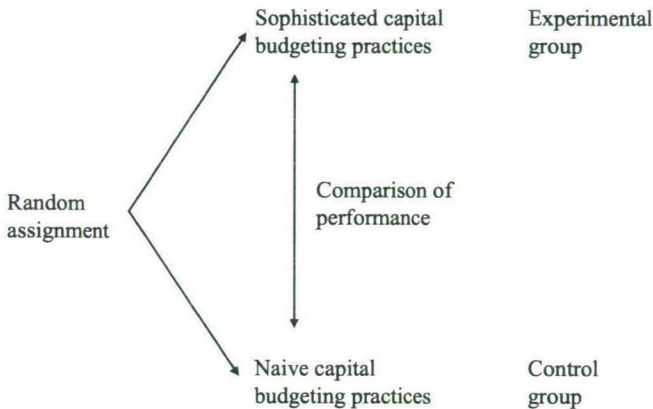 Sophisticated capital
budgeting practices
Experimental
group
Random
assignment
Comparison of
performance
Naive capital
budgeting practices
Control
group